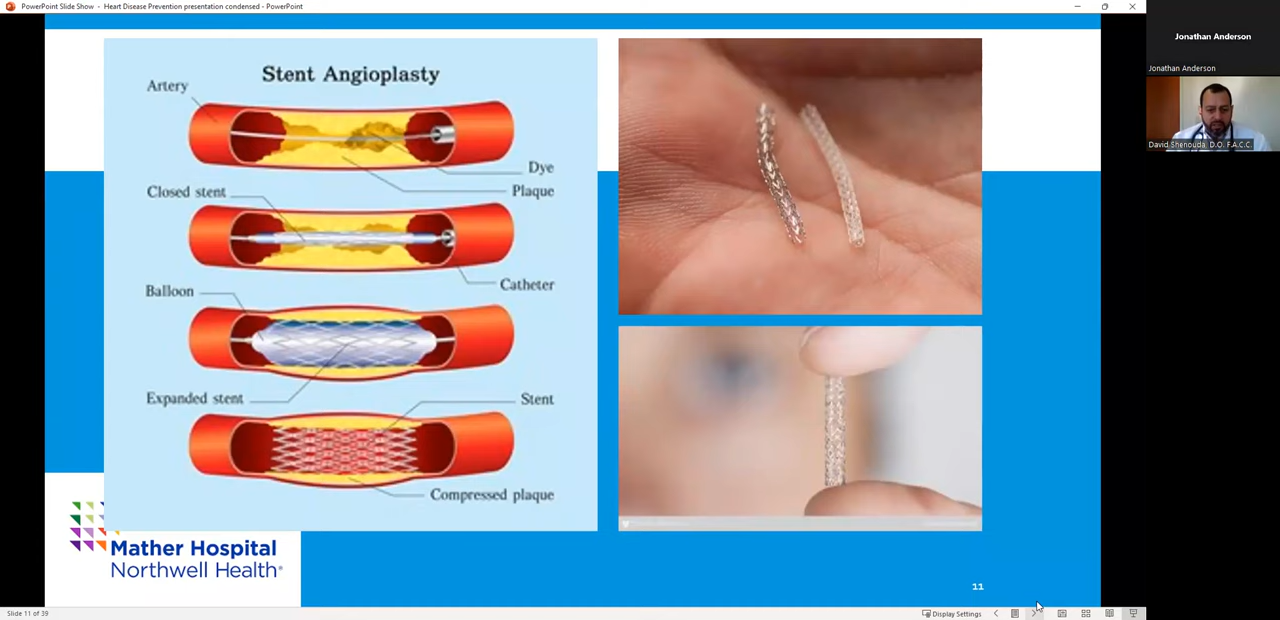 PowerPoint Slide Show - Heart Disease Prevention presentation condensed - PowerPoint
Jonathan Anderson
Jonathan Anderson
David Shenouda D.O. F.A.C.C.
Stent Angioplasty
Artery
Dye
Plaque
Closed stent
Catheter
Balloon
Expanded stent
Stent
Compressed plaque
Mather Hospital
Northwell Health®
11
Slide 11 of 39
Display Settings